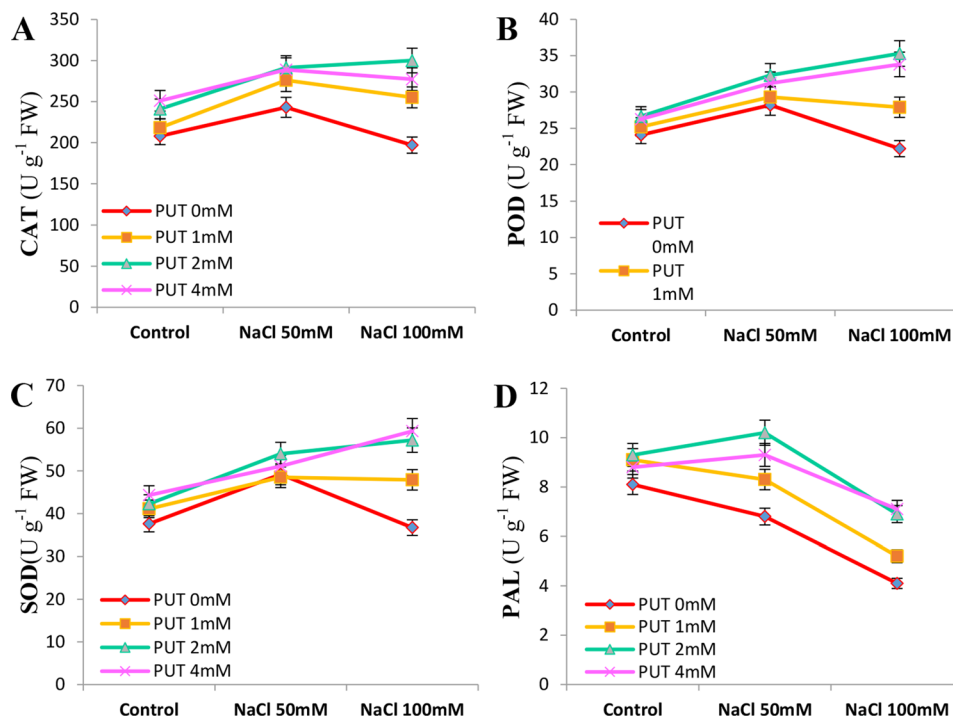 A
CAT (U g-1 FW)
350
300
250
200
150
100
50
0
PUT 0mM
PUT 1mM
PUT 2mM
PUT 4mM
Control NaCl 50mM NaCl 100mM
B
POD (U g-1 FW)
40
35
30
25
20
15
10
5
0
PUT
0mM
PUT
1mM
Control NaCl 50mM NaCl 100mM
C
SOD(U g-1 FW)
70
60
50
40
30
20
10
0
PUT 0mM
PUT 1mM
PUT 2mM
PUT 4mM
Control NaCl 50mM NaCl 100mM
D
PAL (U g-1 FW)
12
10
8
6
4
2
0
PUT 0mM
PUT 1mM
PUT 2mM
PUT 4mM
Control NaCl 50mM NaCl 100mM